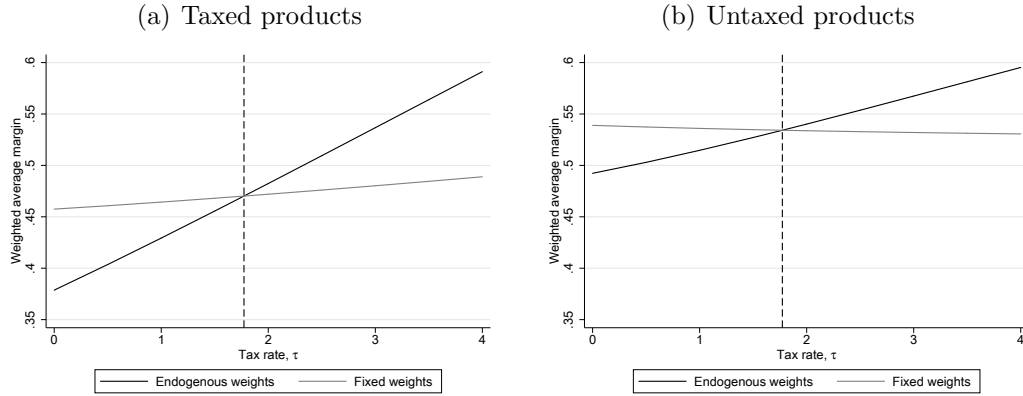 (a) Taxed products
Weighted average margin
.6
.55
.5
.45
.4
.35
0 1 2 3 4
Tax rate, τ
Endogenous weights Fixed weights
(b) Untaxed products
Weighted average margin
.6
.55
.5
.45
.4
.35
0 1 2 3 4
Tax rate, τ
Endogenous weights Fixed weights